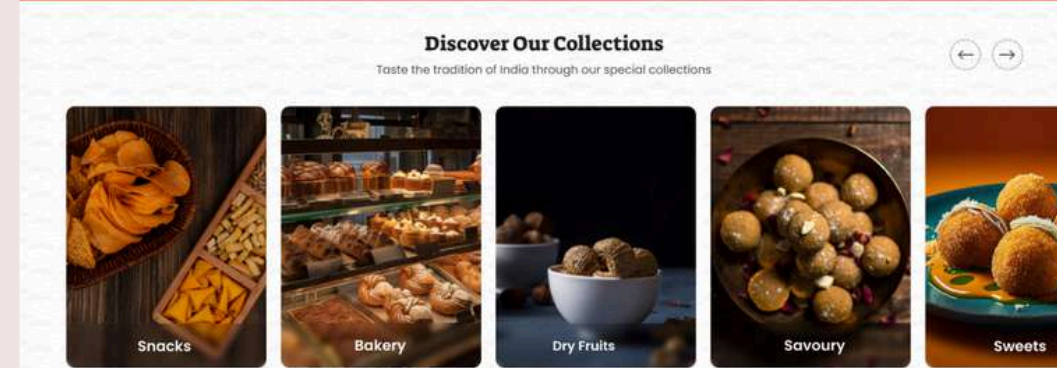 Discover Our Collections
Taste the tradition of India through our special collections
Snacks
Bakery
Dry Fruits
Savoury
Sweets